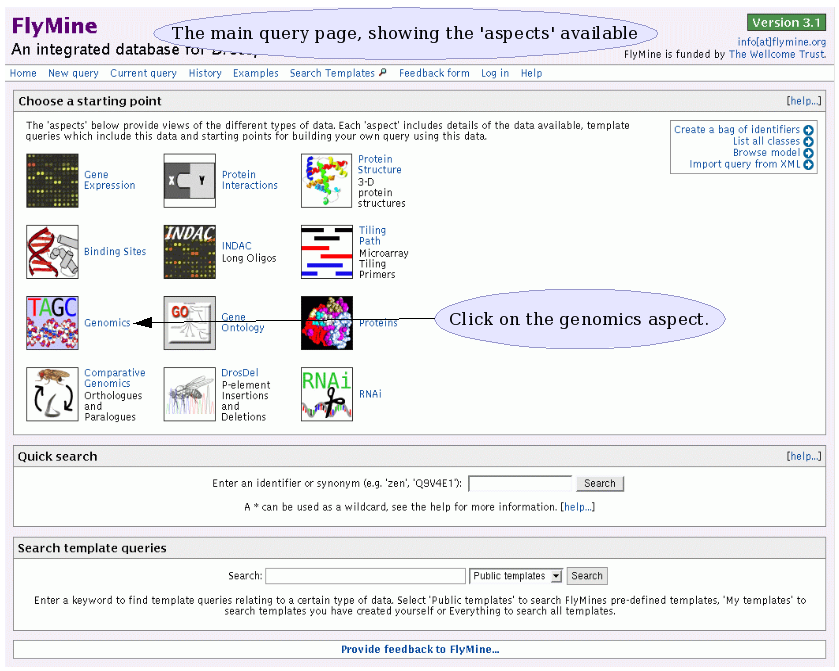 FlyMine
The main query page, showing the 'aspects' available
Version 3.1
An integrated database for
info[at]flymine.org
FlyMine is funded by The Wellcome Trust.
Home New query Current query History Examples Search Templates Feedback form Log in Help
Choose a starting point
[help...]
The 'aspects' below provide views of the different types of data. Each 'aspect' includes details of the data available, template
queries which include this data and starting points for building your own query using this data.
Create a bag of identifiers
List all classes
Browse model
Import query from XML
Gene
Expression
X Y
Protein
Interactions
Protein
Structure
3-D
protein
structures
Binding Sites
INDAC
INDAC
Long Oligos
Tiling
Path
Microarray
Tiling
Primers
TAGC
Genomics
GO
Gene
Ontology
Proteins
Click on the genomics aspect.
Comparative
Genomics
Orthologues
and
Paralogues
DrosDel
P-element
Insertions
and
Deletions
RNAi
RNAi
Quick search
[help...]
Enter an identifier or synonym (e.g. 'zen', 'Q9V4E1'): Search
A * can be used as a wildcard, see the help for more information. [help...]
Search template queries
Search: Public templates Search
Enter a keyword to find template queries relating to a certain type of data. Select 'Public templates' to search FlyMines pre-defined templates, 'My templates' to
search templates you have created yourself or Everything to search all templates.
Provide feedback to FlyMine...